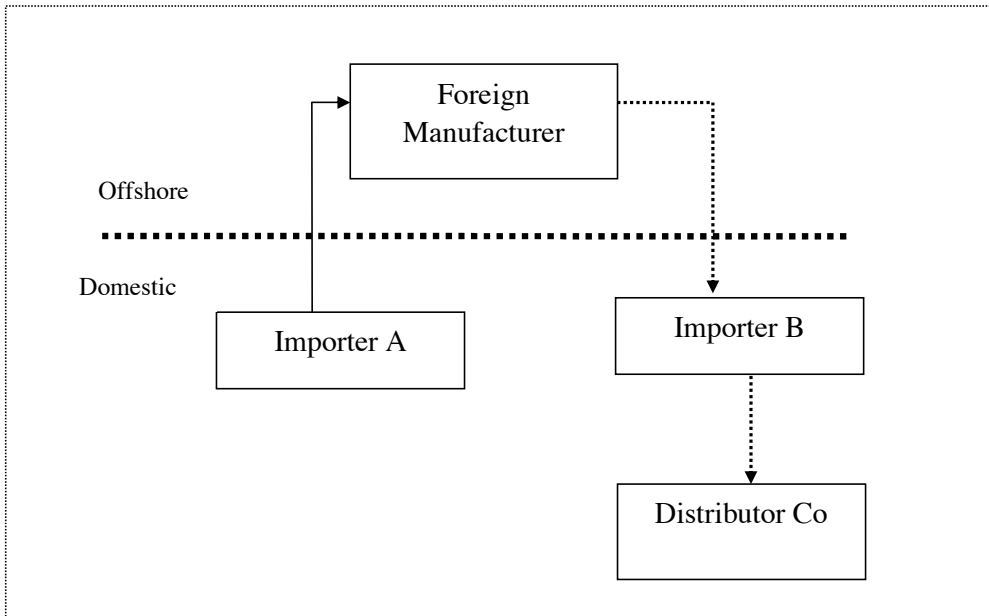 Foreign
Manufacturer
Offshore
Domestic
Importer A
Importer B
Distributor Co